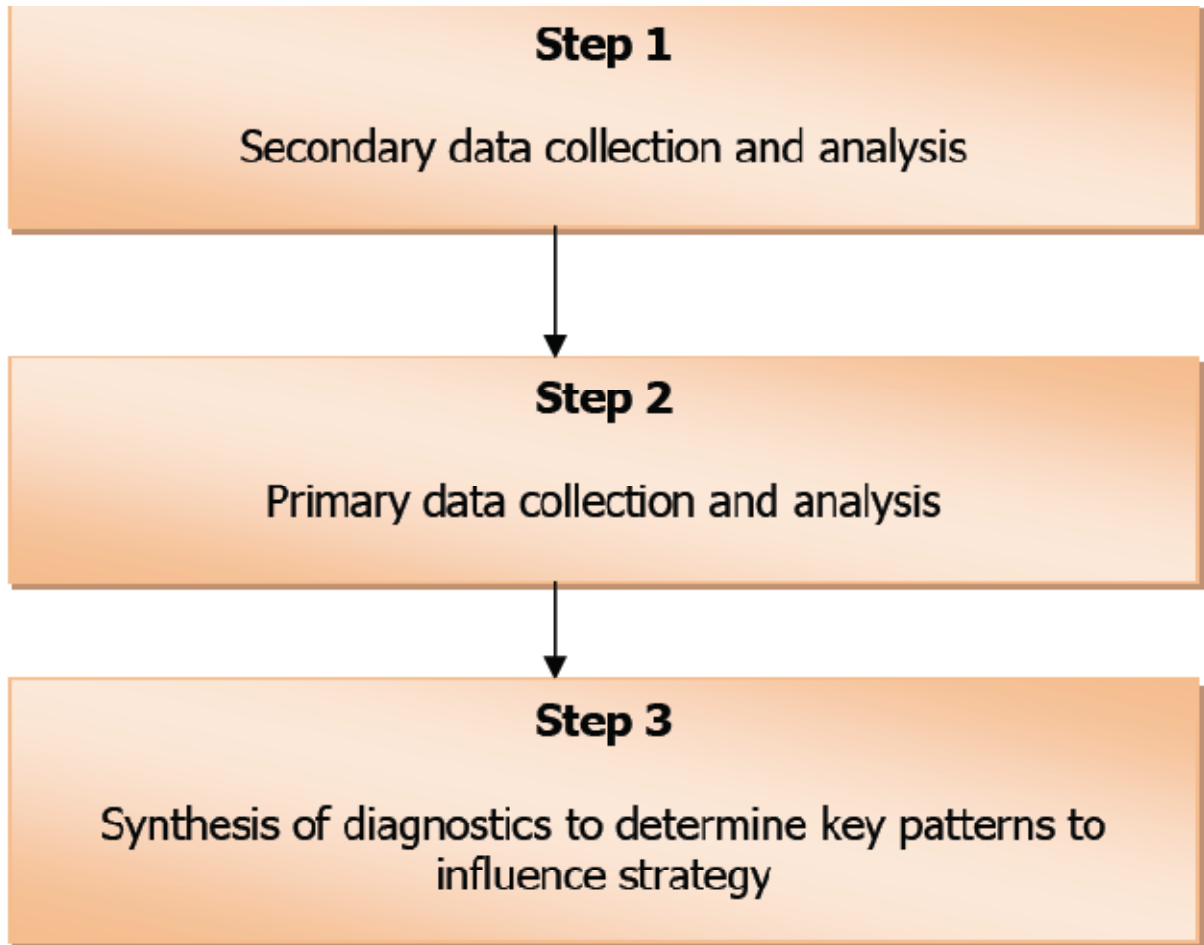 Step 1
Secondary data collection and analysis
Step 2
Primary data collection and analysis
Step 3
Synthesis of diagnostics to determine key patterns to
influence strategy